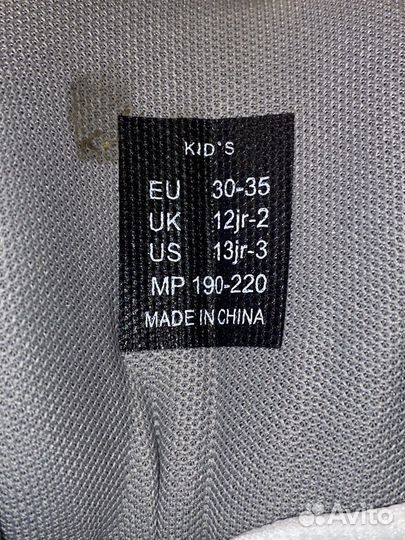 KID'S
EU 30-35
UK 12jr-2
US 13jr-3
MP 190-220
MADE IN CHINA
Avito